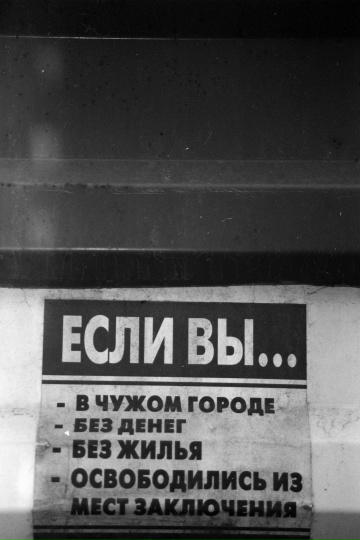 ЕСЛИ ВЫ...
- В ЧУЖОМ ГОРОДЕ
- БЕЗ ДЕНЕГ
- БЕЗ ЖИЛЬЯ
- ОСВОБОДИЛИСЬ ИЗ
МЕСТ ЗАКЛЮЧЕНИЯ